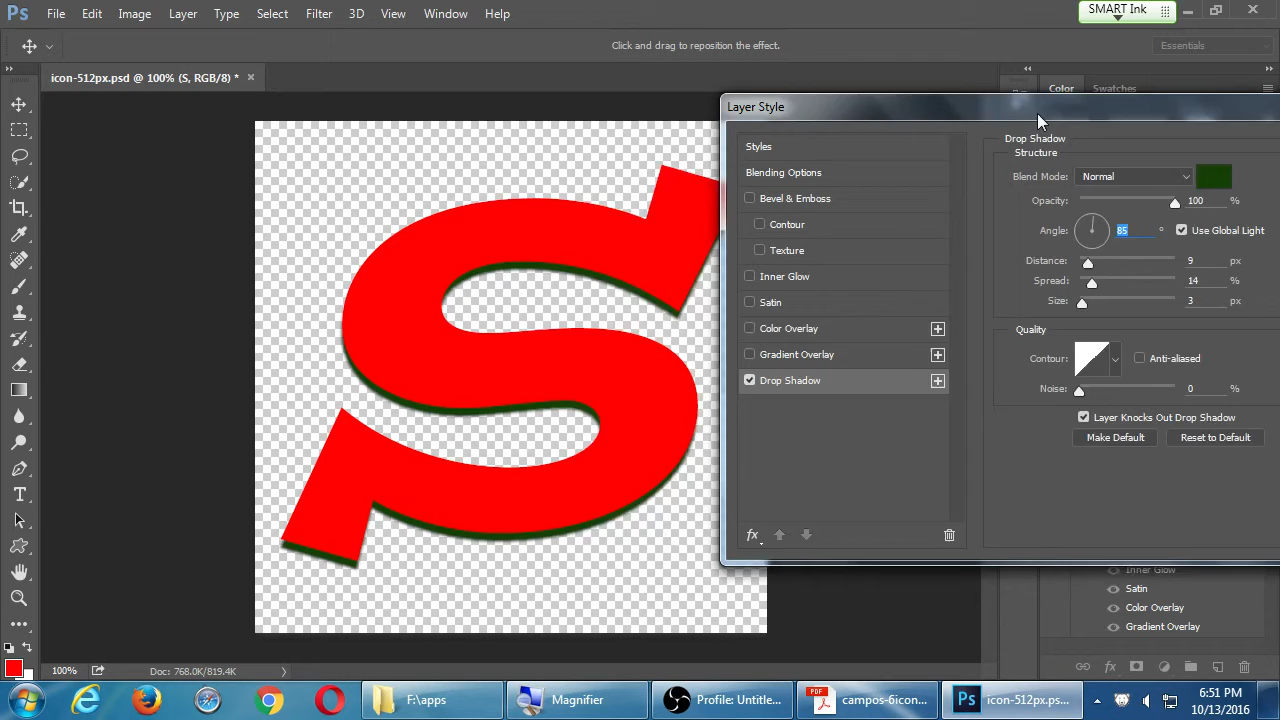 Ps File Edit Image Layer Type Select Filter 3D View Window Help
SMART Ink
Click and drag to reposition the effect.
Essentials
icon-512px.psd @ 100% (S, RGB/8) * ×
Color Swatches
Layer Style
S
Styles
Blending Options
Bevel & Emboss
Contour
Texture
Inner Glow
Satin
Color Overlay
Gradient Overlay
Drop Shadow
fx
Drop Shadow
Structure
Blend Mode: Normal
Opacity: 100 %
Angle: 85 ° Use Global Light
Distance: 9 px
Spread: 14 %
Size: 3 px
Quality
Contour: Anti-aliased
Noise: 0 %
Layer Knocks Out Drop Shadow
Make Default Reset to Default
Inner Glow
Satin
Color Overlay
Gradient Overlay
fx
T
100% Doc: 768.0K/819.4K
F:\apps
Magnifier
Profile: Untitle...
PDF campos-6icon...
Ps icon-512px.ps...
6:51 PM
10/13/2016